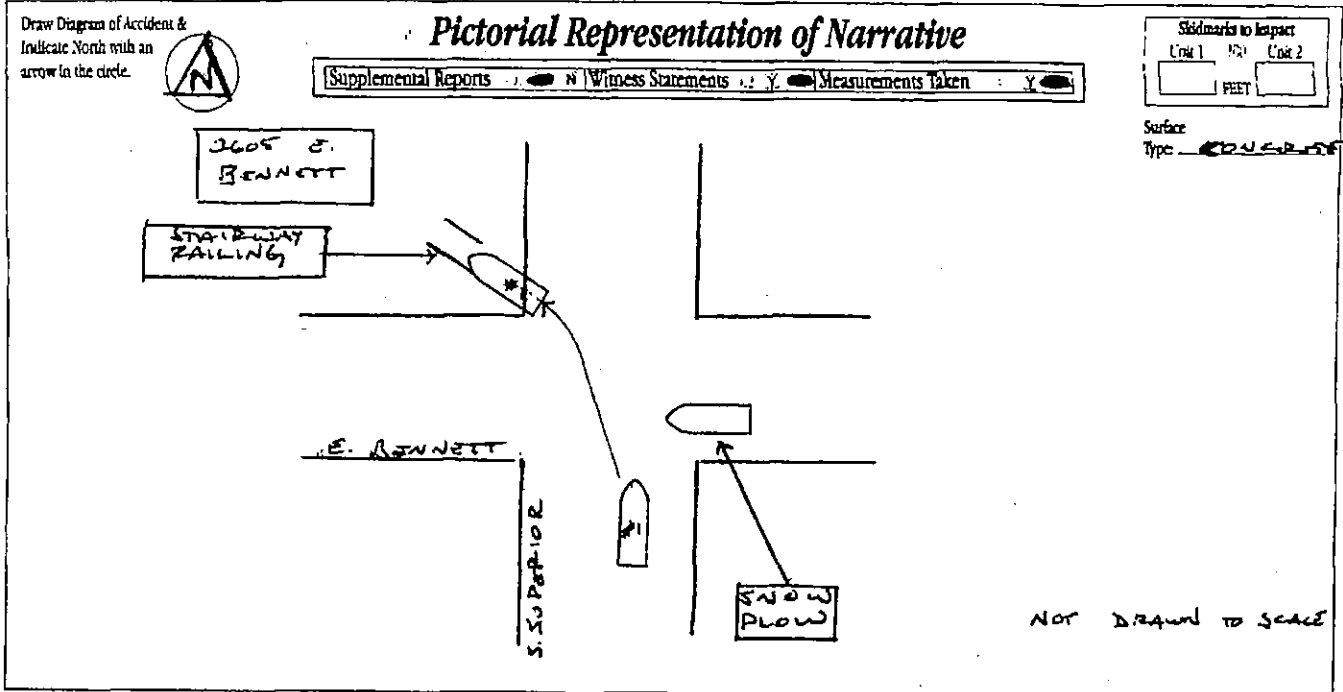 Draw Diagram of Accident &
Indicate North with an
arrow in the circle.
N
Pictorial Representation of Narrative
Supplemental Reports N Witness Statements Y Measurements Taken Y
Skidmarks to Impact
Unit 1 Unit 2
FEET
Surface
Type CONCRETE
2605 E.
BENNETT
STAIRWAY
RAILING
E. BENNETT
S. SUPERIOR
SNOW
PLOW
NOT DRAWN TO SCALE